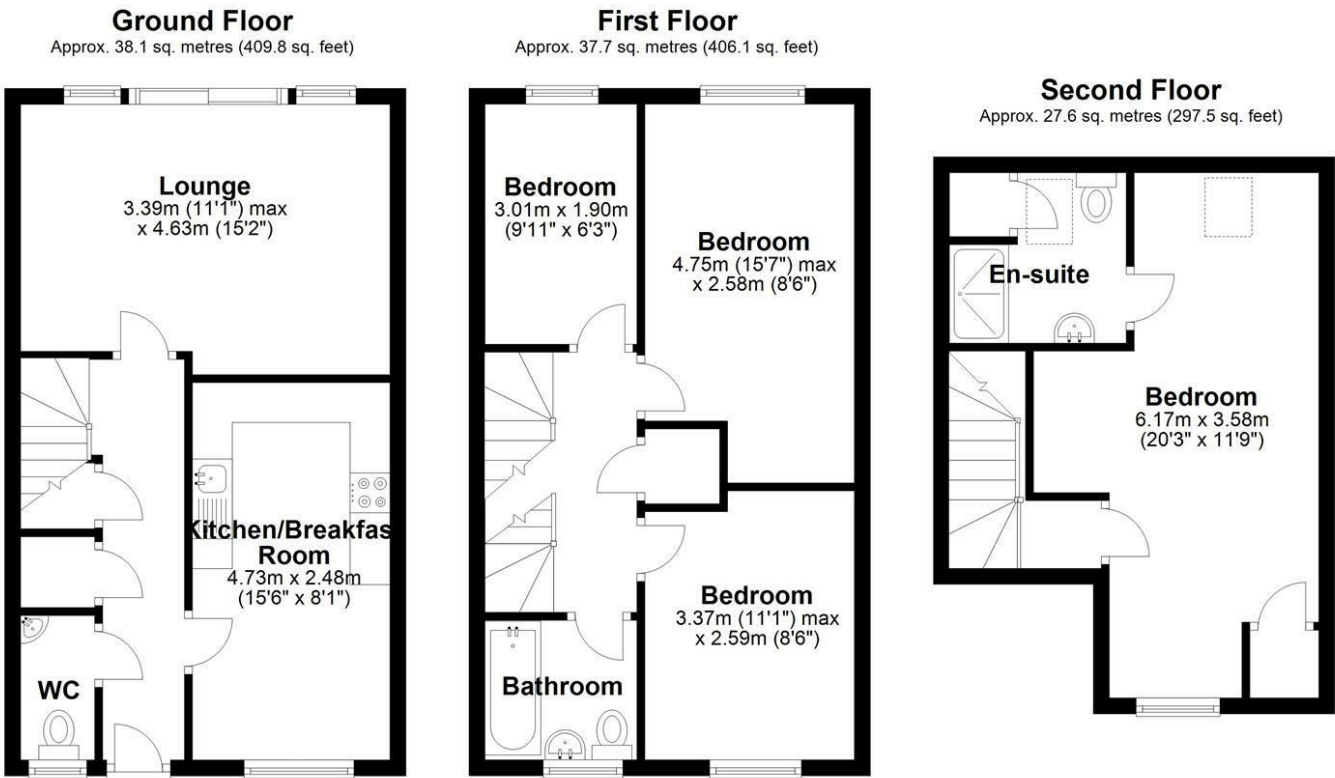 Ground Floor
Approx. 38.1 sq. metres (409.8 sq. feet)
Lounge
3.39m (11'1") max
x 4.63m (15'2")
Kitchen/Breakfas
Room
4.73m x 2.48m
(15'6" x 8'1")
WC
First Floor
Approx. 37.7 sq. metres (406.1 sq. feet)
Bedroom
3.01m x 1.90m
(9'11" x 6'3")
Bedroom
4.75m (15'7") max
x 2.58m (8'6")
Bedroom
3.37m (11'1") max
x 2.59m (8'6")
Bathroom
Second Floor
Approx. 27.6 sq. metres (297.5 sq. feet)
En-suite
Bedroom
6.17m x 3.58m
(20'3" x 11'9")